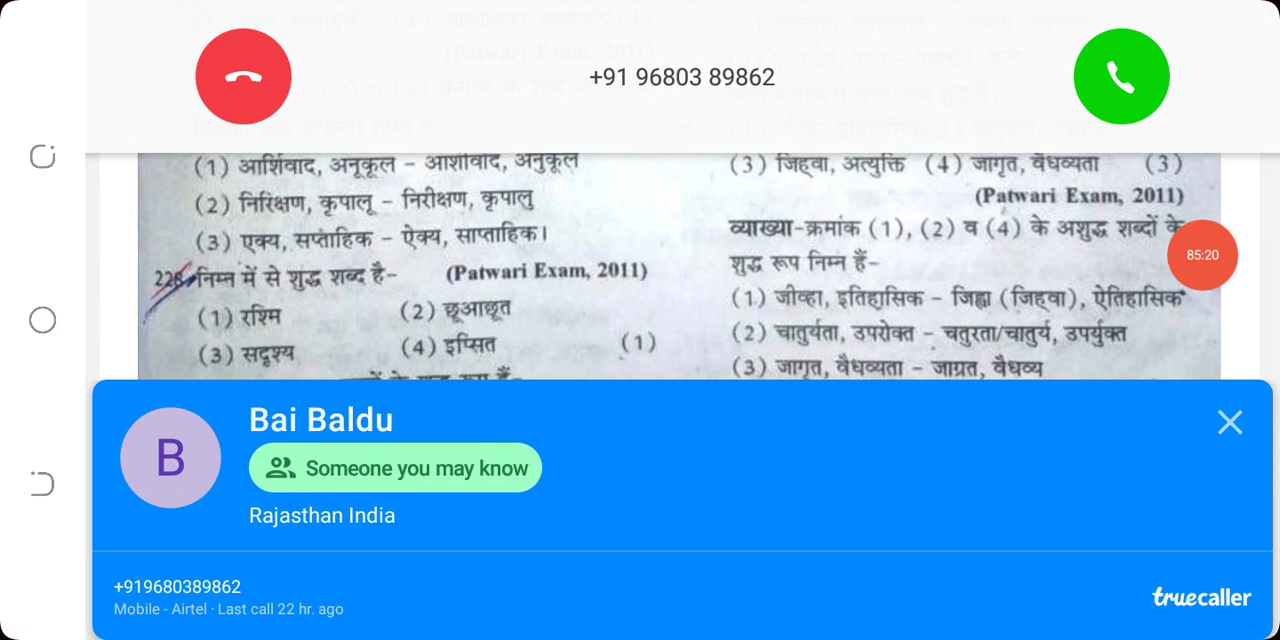 +91 96803 89862
(1) आर्शिवाद, अनूकूल – आशीर्वाद, अनुकूल
(2) निरिक्षण, कृपालू – निरीक्षण, कृपालु
(3) एक्य, सप्ताहिक – ऐक्य, साप्ताहिक।
226. निम्न में से शुद्ध शब्द है– (Patwari Exam, 2011)
(1) रश्मि (2) छूआछूत
(3) सदृश्य (4) इप्सित (1)
(3) जिह्वा, अत्युक्ति (4) जागृत, वैधव्यता (3)
(Patwari Exam, 2011)
व्याख्या-क्रमांक (1), (2) व (4) के अशुद्ध शब्दों के
शुद्ध रूप निम्न हैं–
(1) जीव्हा, इतिहासिक – जिह्वा (जिहवा), ऐतिहासिक
(2) चातुर्यता, उपरोक्त – चतुरता/चातुर्य, उपर्युक्त
(3) जागृत, वैधव्यता – जाग्रत, वैधव्य
85:20
B
Bai Baldu
Someone you may know
Rajasthan India
+919680389862
Mobile - Airtel · Last call 22 hr. ago
truecaller